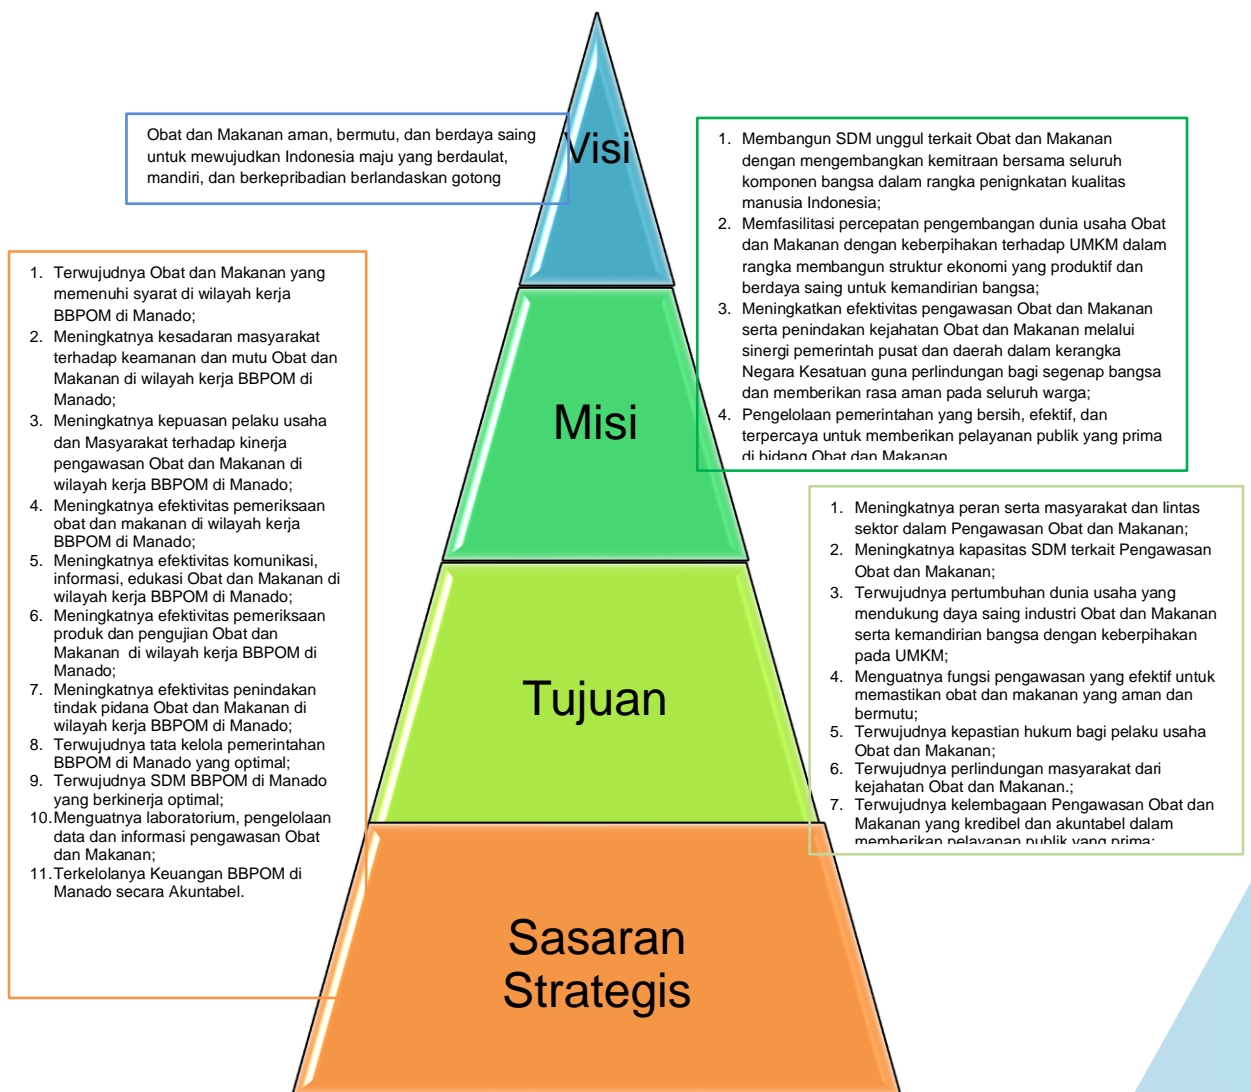 Visi
Obat dan Makanan aman, bermutu, dan berdaya saing
untuk mewujudkan Indonesia maju yang berdaulat,
mandiri, dan berkepribadian berlandaskan gotong
1. Membangun SDM unggul terkait Obat dan Makanan
dengan mengembangkan kemitraan bersama seluruh
komponen bangsa dalam rangka penignkatan kualitas
manusia Indonesia;
2. Memfasilitasi percepatan pengembangan dunia usaha Obat
dan Makanan dengan keberpihakan terhadap UMKM dalam
rangka membangun struktur ekonomi yang produktif dan
berdaya saing untuk kemandirian bangsa;
3. Meningkatkan efektivitas pengawasan Obat dan Makanan
serta penindakan kejahatan Obat dan Makanan melalui
sinergi pemerintah pusat dan daerah dalam kerangka
Negara Kesatuan guna perlindungan bagi segenap bangsa
dan memberikan rasa aman pada seluruh warga;
4. Pengelolaan pemerintahan yang bersih, efektif, dan
terpercaya untuk memberikan pelayanan publik yang prima
di bidang Obat dan Makanan
Misi
1. Terwujudnya Obat dan Makanan yang
memenuhi syarat di wilayah kerja
BBPOM di Manado;
2. Meningkatnya kesadaran masyarakat
terhadap keamanan dan mutu Obat dan
Makanan di wilayah kerja BBPOM di
Manado;
3. Meningkatnya kepuasan pelaku usaha
dan Masyarakat terhadap kinerja
pengawasan Obat dan Makanan di
wilayah kerja BBPOM di Manado;
4. Meningkatnya efektivitas pemeriksaan
obat dan makanan di wilayah kerja
BBPOM di Manado;
5. Meningkatnya efektivitas komunikasi,
informasi, edukasi Obat dan Makanan di
wilayah kerja BBPOM di Manado;
6. Meningkatnya efektivitas pemeriksaan
produk dan pengujian Obat dan
Makanan di wilayah kerja BBPOM di
Manado;
7. Meningkatnya efektivitas penindakan
tindak pidana Obat dan Makanan di
wilayah kerja BBPOM di Manado;
8. Terwujudnya tata kelola pemerintahan
BBPOM di Manado yang optimal;
9. Terwujudnya SDM BBPOM di Manado
yang berkinerja optimal;
10. Menguatnya laboratorium, pengelolaan
data dan informasi pengawasan Obat
dan Makanan;
11. Terkelolanya Keuangan BBPOM di
Manado secara Akuntabel.
1. Meningkatnya peran serta masyarakat dan lintas
sektor dalam Pengawasan Obat dan Makanan;
2. Meningkatnya kapasitas SDM terkait Pengawasan
Obat dan Makanan;
3. Terwujudnya pertumbuhan dunia usaha yang
mendukung daya saing industri Obat dan Makanan
serta kemandirian bangsa dengan keberpihakan
pada UMKM;
4. Menguatnya fungsi pengawasan yang efektif untuk
memastikan obat dan makanan yang aman dan
bermutu;
5. Terwujudnya kepastian hukum bagi pelaku usaha
Obat dan Makanan;
6. Terwujudnya perlindungan masyarakat dari
kejahatan Obat dan Makanan.;
7. Terwujudnya kelembagaan Pengawasan Obat dan
Makanan yang kredibel dan akuntabel dalam
memberikan pelayanan publik yang prima;
Tujuan
Sasaran
Strategis